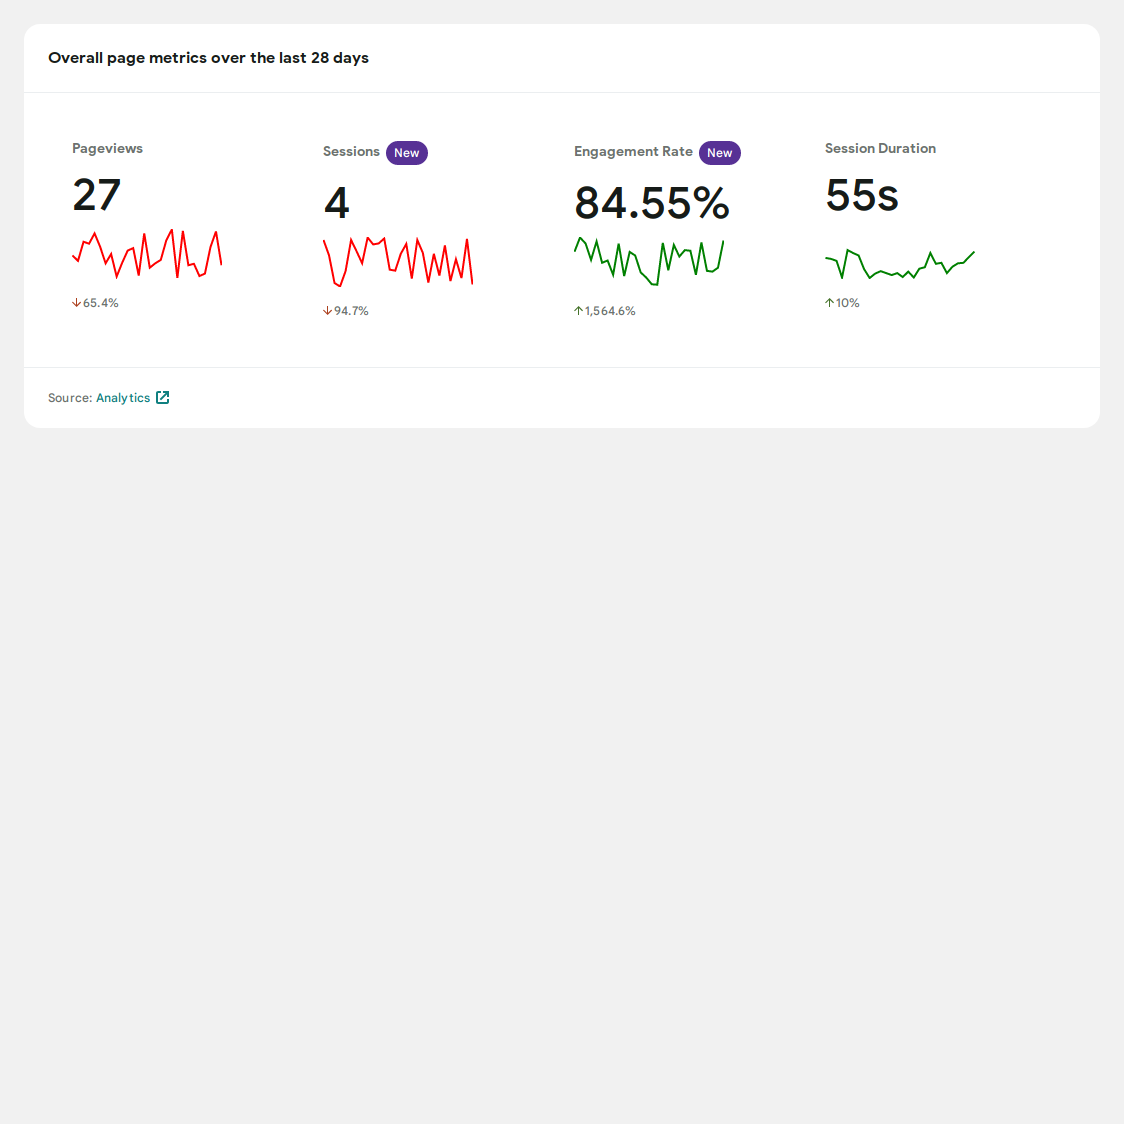 Overall page metrics over the last 28 days
Pageviews
27
↓65.4%
Sessions New
4
↓94.7%
Engagement Rate New
84.55%
↑1,564.6%
Session Duration
55s
↑10%
Source: Analytics